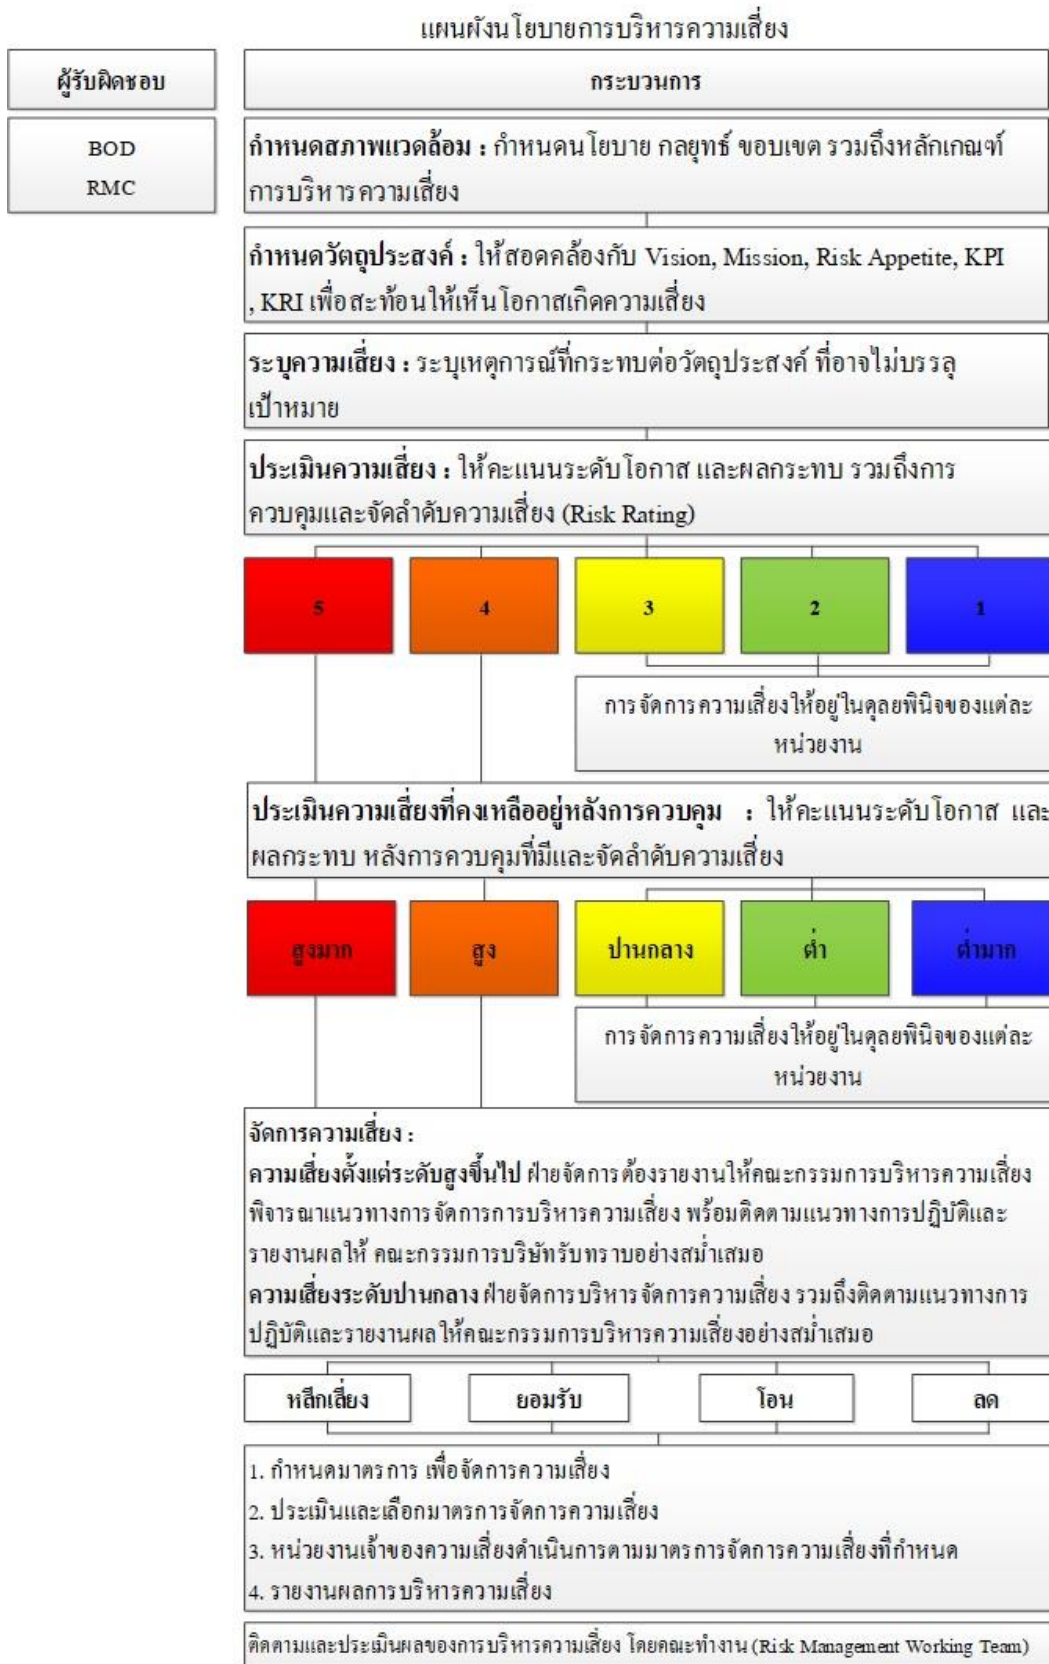 แผนผังนโยบายการบริหารความเสี่ยง
ผู้รับผิดชอบ
กระบวนการ
BOD
RMC
กำหนดสภาพแวดล้อม : กำหนดนโยบาย กลยุทธ์ ขอบเขต รวมถึงหลักเกณฑ์
การบริหารความเสี่ยง
กำหนดวัตถุประสงค์ : ให้สอดคล้องกับ Vision, Mission, Risk Appetite, KPI
, KRI เพื่อสะท้อนให้เห็นโอกาสเกิดความเสี่ยง
ระบุความเสี่ยง : ระบุเหตุการณ์ที่กระทบต่อวัตถุประสงค์ ที่อาจไม่บรรลุ
เป้าหมาย
ประเมินความเสี่ยง : ให้คะแนนระดับโอกาส และผลกระทบ รวมถึงการ
ควบคุมและจัดลำดับความเสี่ยง (Risk Rating)
5
4
3
2
1
การจัดการความเสี่ยงให้อยู่ในดุลยพินิจของแต่ละ
หน่วยงาน
ประเมินความเสี่ยงที่คงเหลืออยู่หลังการควบคุม : ให้คะแนนระดับโอกาส และ
ผลกระทบ หลังการควบคุมที่มีและจัดลำดับความเสี่ยง
สูงมาก
สูง
ปานกลาง
ต่ำ
ต่ำมาก
การจัดการความเสี่ยงให้อยู่ในดุลยพินิจของแต่ละ
หน่วยงาน
จัดการความเสี่ยง :
ความเสี่ยงตั้งแต่ระดับสูงขึ้นไป ฝ่ายจัดการต้องรายงานให้คณะกรรมการบริหารความเสี่ยง
พิจารณาแนวทางการจัดการการบริหารความเสี่ยง พร้อมติดตามแนวทางการปฏิบัติและ
รายงานผลให้ คณะกรรมการบริษัทรับทราบอย่างสม่ำเสมอ
ความเสี่ยงระดับปานกลาง ฝ่ายจัดการบริหารจัดการความเสี่ยง รวมถึงติดตามแนวทางการ
ปฏิบัติและรายงานผลให้คณะกรรมการบริหารความเสี่ยงอย่างสม่ำเสมอ
หลีกเลี่ยง
ยอมรับ
โอน
ลด
1. กำหนดมาตรการ เพื่อจัดการความเสี่ยง
2. ประเมินและเลือกมาตรการจัดการความเสี่ยง
3. หน่วยงานเจ้าของความเสี่ยงดำเนินการตามมาตรการจัดการความเสี่ยงที่กำหนด
4. รายงานผลการบริหารความเสี่ยง
ติดตามและประเมินผลของการบริหารความเสี่ยง โดยคณะทำงาน (Risk Management Working Team)